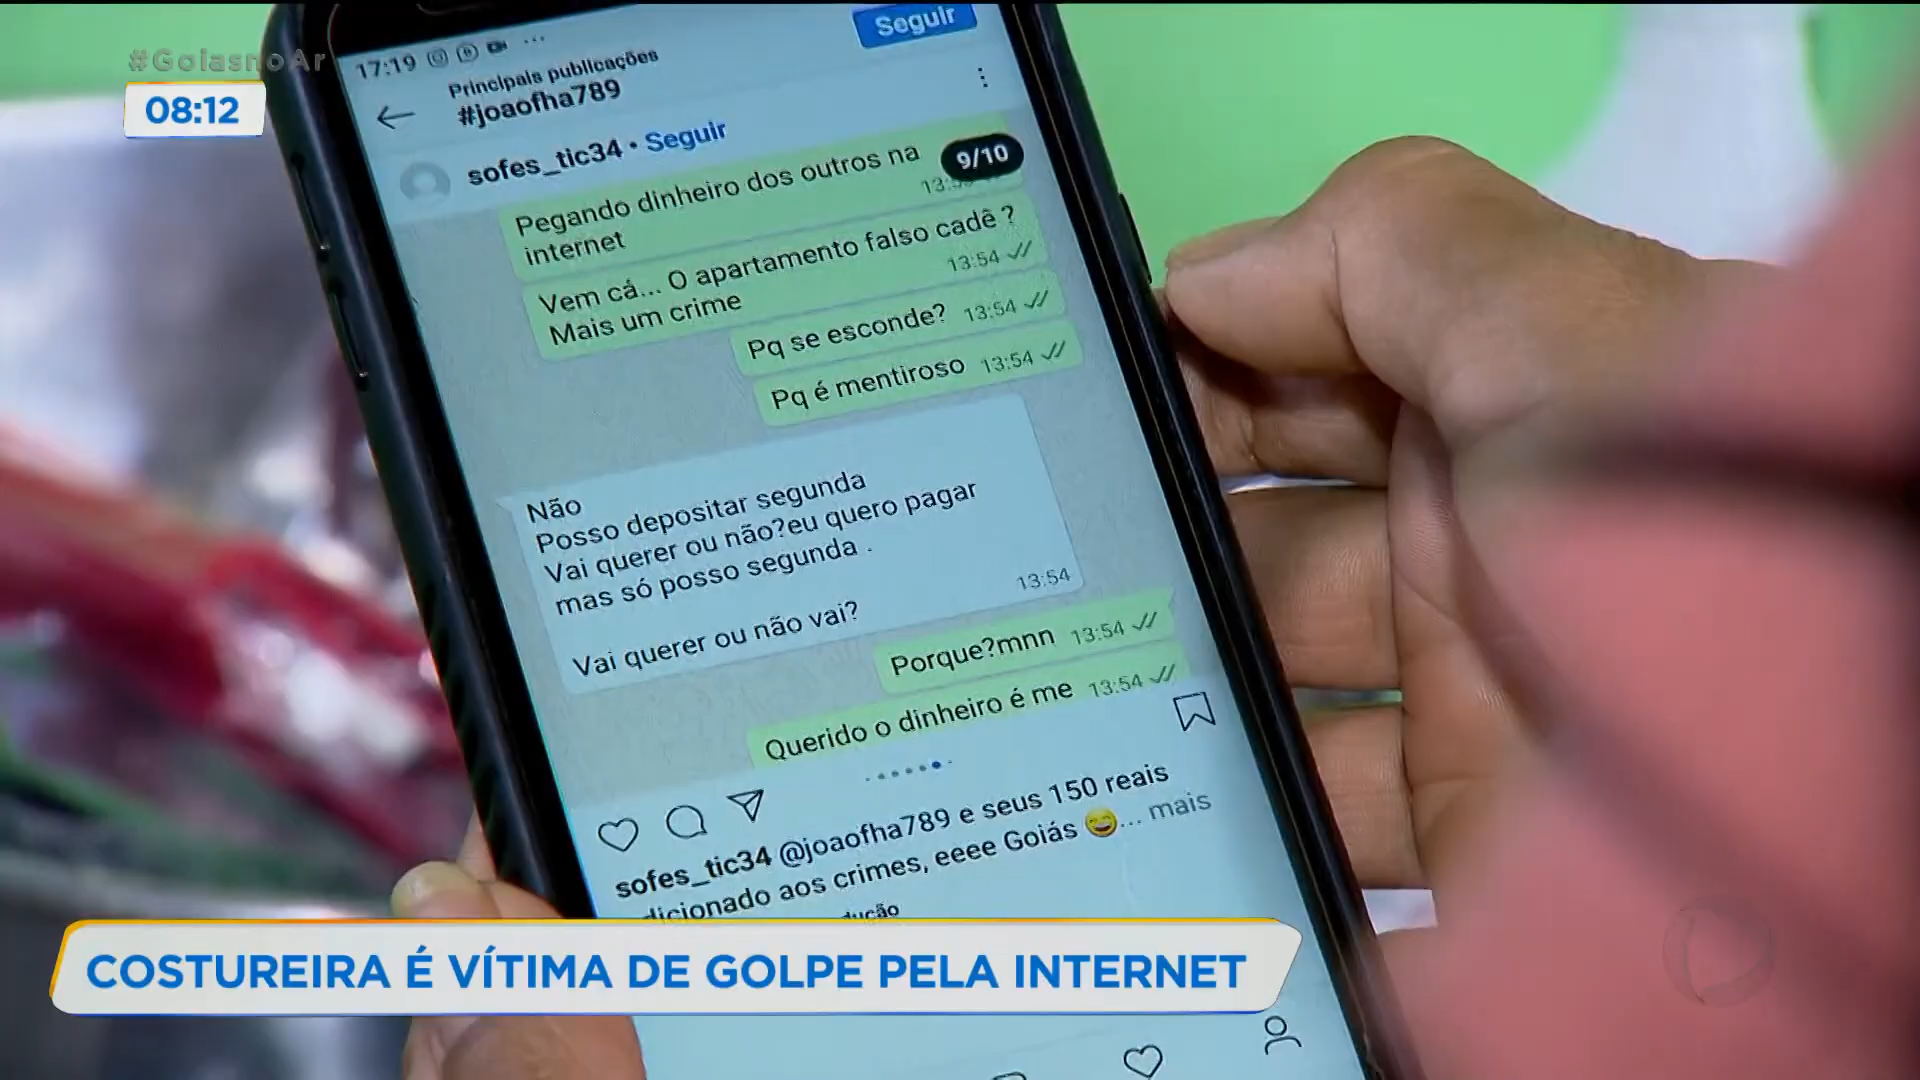 #GoiasnoAr
08:12
17:19
Seguir
Principais publicações
#joaofha789
sofes_tic34 • Seguir
9/10
Pegando dinheiro dos outros na
internet
Vem cá... O apartamento falso cadê ?
Mais um crime
13:54
Pq se esconde? 13:54
Pq é mentiroso 13:54
Não
Posso depositar segunda
Vai querer ou não?eu quero pagar
mas só posso segunda .
Vai querer ou não vai?
13:54
Porque?mnn 13:54
Querido o dinheiro é me 13:54
sofes_tic34 @joaofha789 e seus 150 reais
dicionado aos crimes, eeee Goiás 😄... mais
COSTUREIRA É VÍTIMA DE GOLPE PELA INTERNET